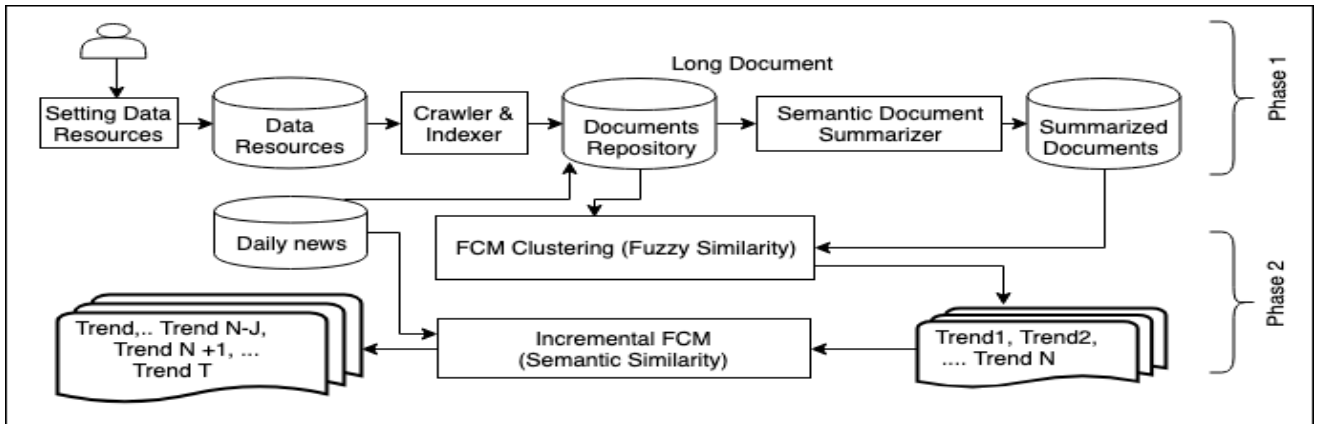 Long Document
Setting Data
Resources
Data
Resources
Crawler &
Indexer
Documents
Repository
Semantic Document
Summarizer
Summarized
Documents
Phase 1
Daily news
FCM Clustering (Fuzzy Similarity)
Phase 2
Trend,.. Trend N-J,
Trend N +1, ...
Trend T
Incremental FCM
(Semantic Similarity)
Trend1, Trend2,
.... Trend N